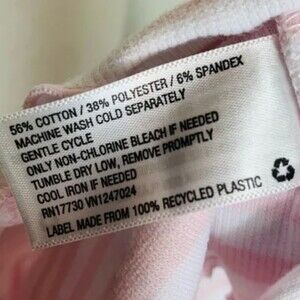 56% COTTON / 38% POLYESTER / 6% SPANDEX
MACHINE WASH COLD SEPARATELY
GENTLE CYCLE
ONLY NON-CHLORINE BLEACH IF NEEDED
TUMBLE DRY LOW, REMOVE PROMPTLY
COOL IRON IF NEEDED
RN17730 VN1247024
LABEL MADE FROM 100% RECYCLED PLASTIC